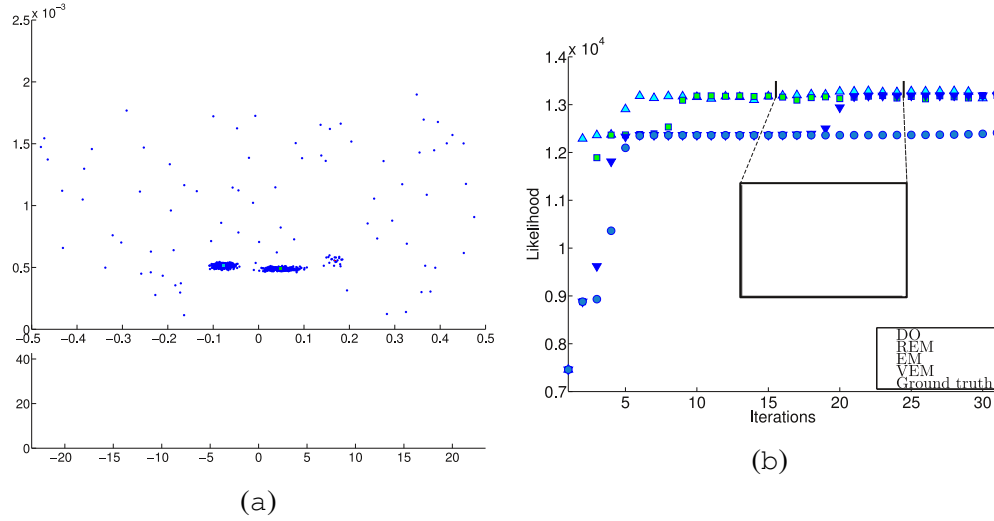 x 10⁻³
2.5
2
1.5
1
0.5
0
−0.5 −0.4 −0.3 −0.2 −0.1 0 0.1 0.2 0.3 0.4 0.5
40
20
0
−20 −15 −10 −5 0 5 10 15 20
(a)
x 10⁴
1.4
1.3
1.2
1.1
1
0.9
0.8
0.7
Likelihood
5 10 15 20 25 30
Iterations
DO
REM
EM
VEM
Ground truth
(b)